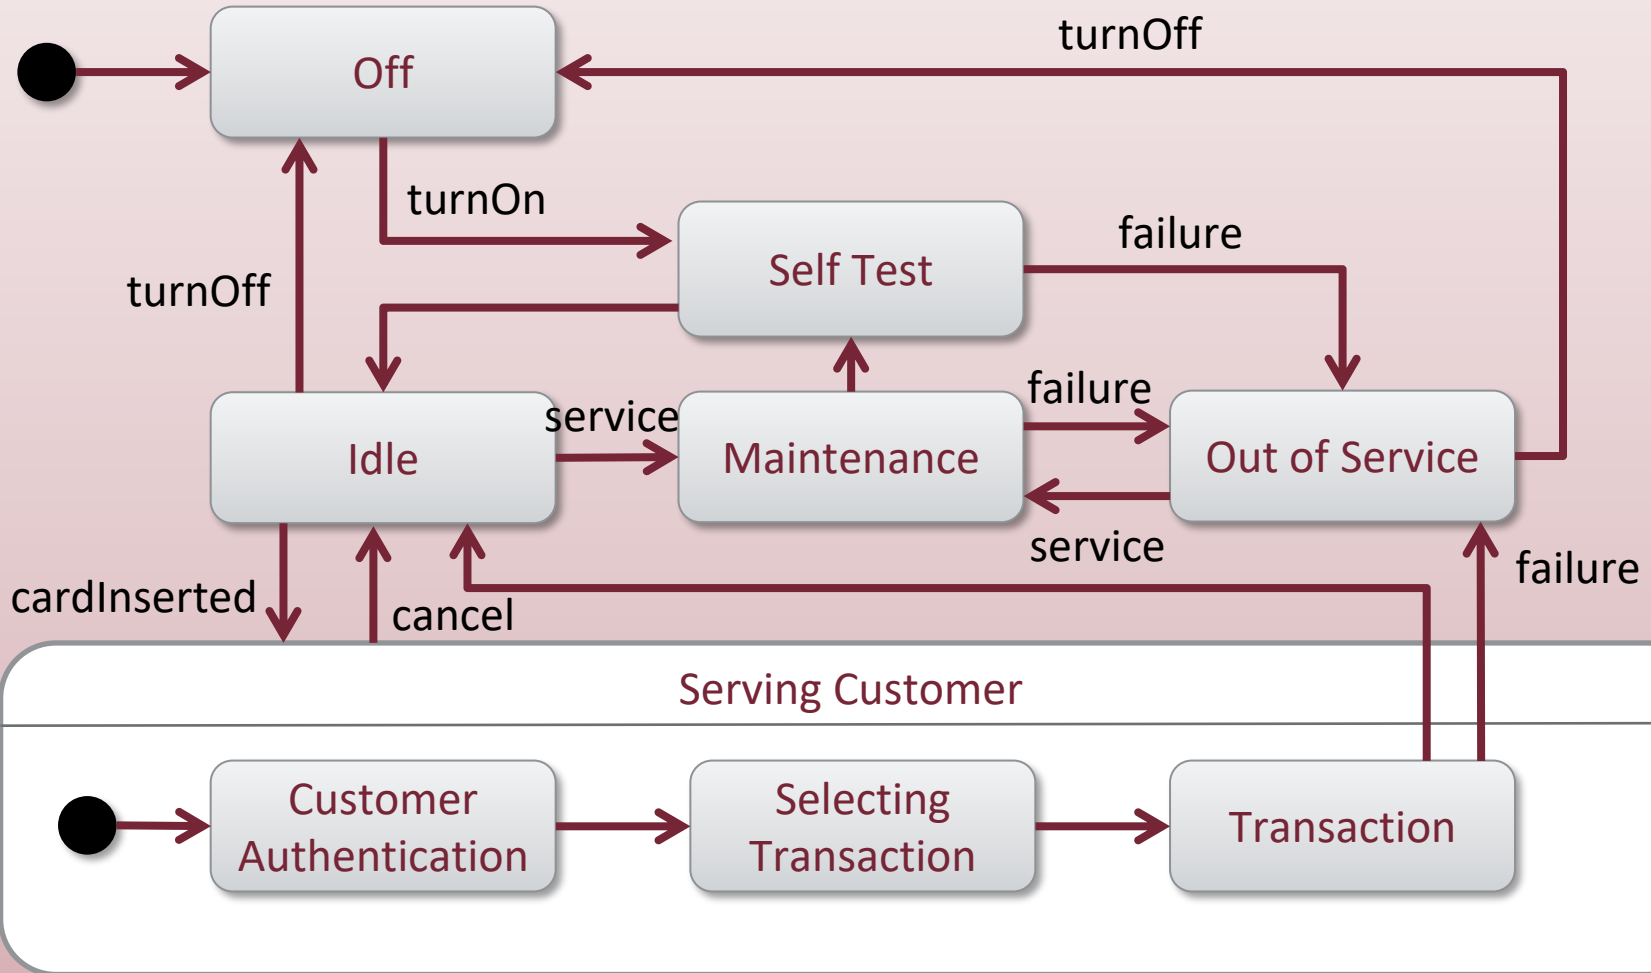 turnOff
Off
turnOn
failure
Self Test
turnOff
failure
service
Idle
Maintenance
Out of Service
service
failure
cardInserted
cancel
Serving Customer
Customer
Authentication
Selecting
Transaction
Transaction